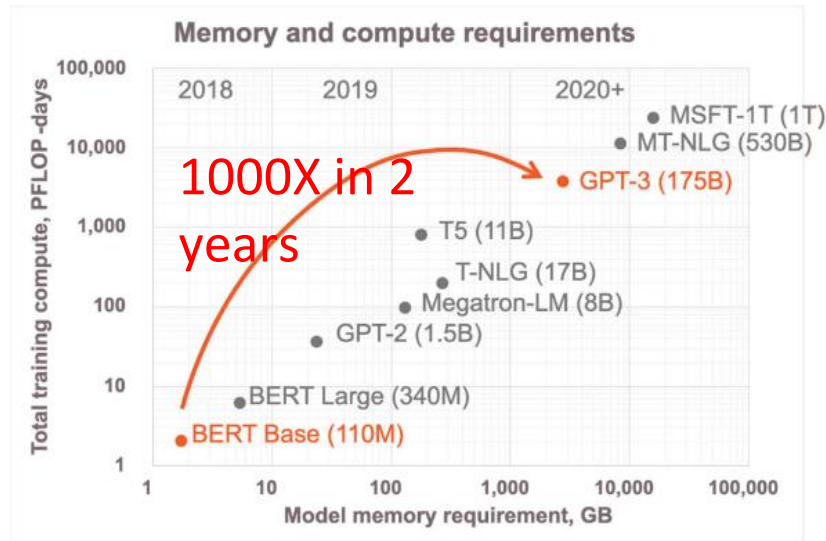 Memory and compute requirements
100,000
10,000
1,000
100
10
1
Total training compute, PFLOP -days
2018
2019
2020+
MSFT-1T (1T)
MT-NLG (530B)
GPT-3 (175B)
1000X in 2
years
T5 (11B)
T-NLG (17B)
Megatron-LM (8B)
GPT-2 (1.5B)
BERT Large (340M)
BERT Base (110M)
1
10
100
1,000
10,000
100,000
Model memory requirement, GB